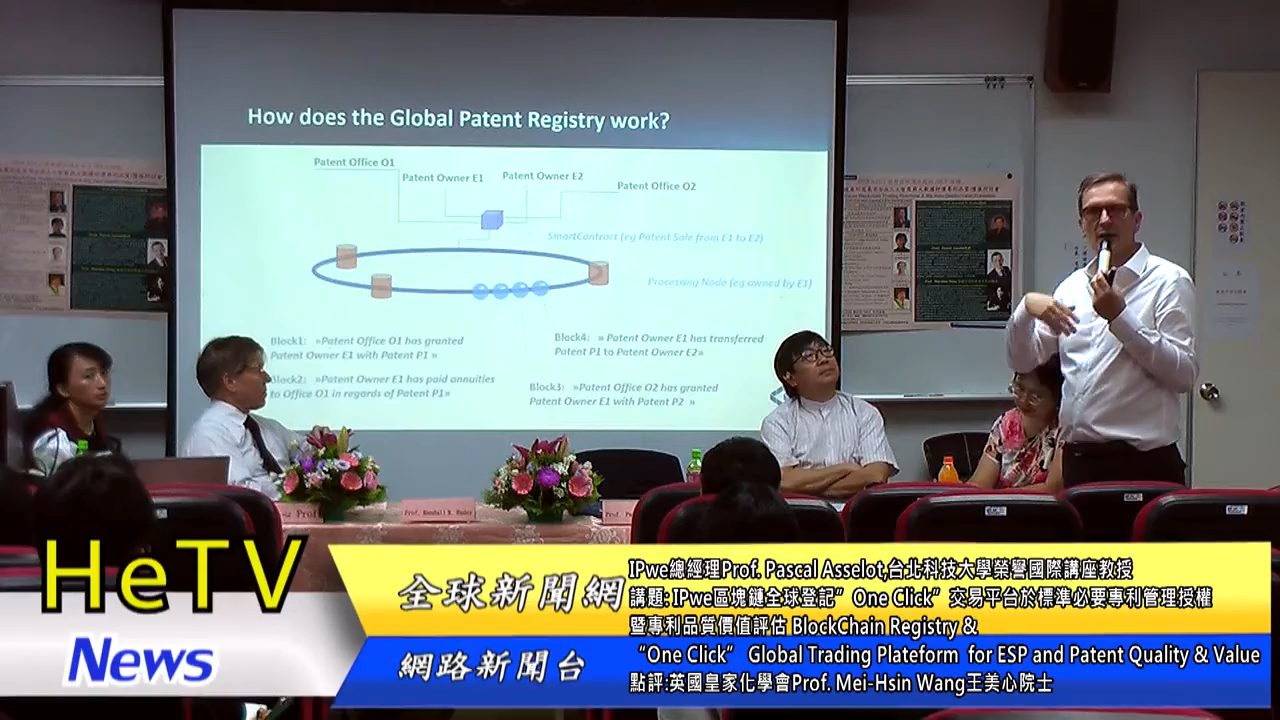 How does the Global Patent Registry work?
Patent Office O1
Patent Owner E1
Patent Owner E2
Patent Office O2
SmartContract (eg Patent Sale from E1 to E2)
Processing Node (eg owned by E1)
Block1: »Patent Office O1 has granted
Patent Owner E1 with Patent P1 »
Block4: » Patent Owner E1 has transferred
Patent P1 to Patent Owner E2»
Block2: »Patent Owner E1 has paid annuities
to Office O1 in regards of Patent P1»
Block3: »Patent Office O2 has granted
Patent Owner E1 with Patent P2 »
Prof. Randall R. Rader
HeTV
News
全球新聞網
網路新聞台
IPwe總經理Prof. Pascal Asselot,台北科技大學榮譽國際講座教授
講題: IPwe區塊鏈全球登記” One Click” 交易平台於標準必要專利管理授權
暨專利品質價值評估 BlockChain Registry &
“One Click” Global Trading Plateform for ESP and Patent Quality & Value
點評:英國皇家化學會Prof. Mei-Hsin Wang王美心院士